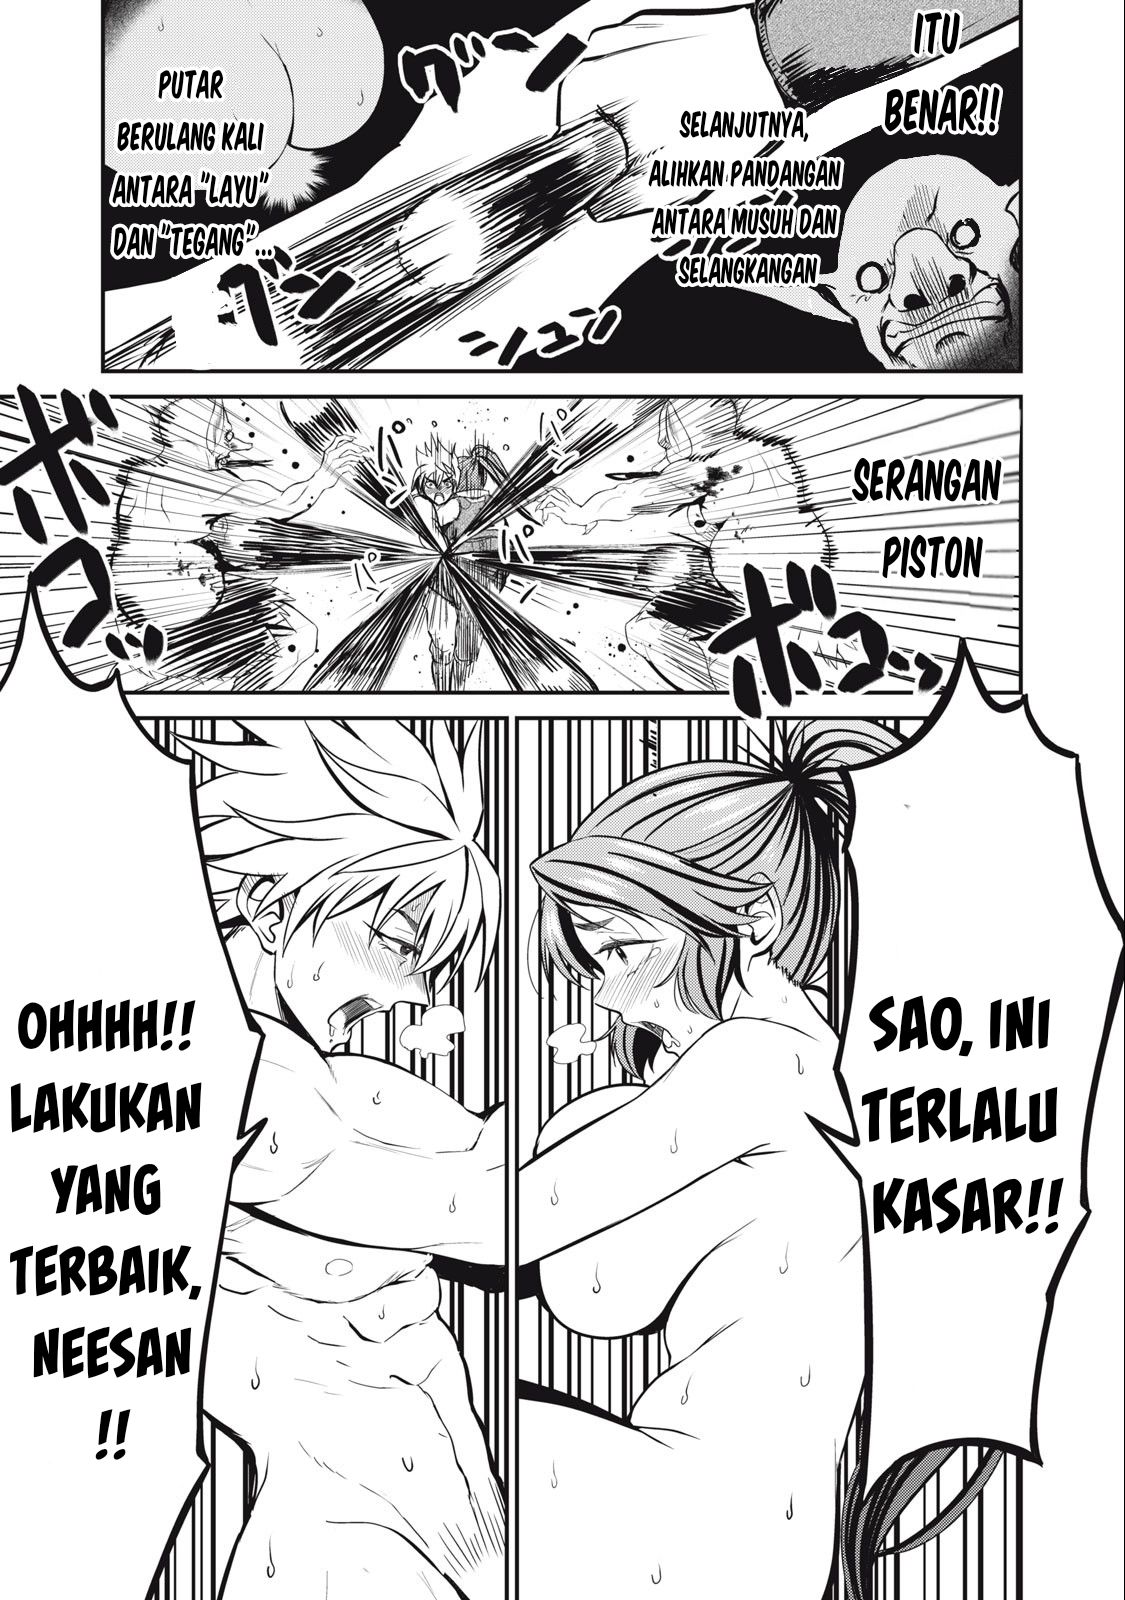 ITU
BENAR!!
SELANJUTNYA,
ALIHKAN PANDANGAN
ANTARA MUSUH DAN
SELANGKANGAN
PUTAR
BERULANG KALI
ANTARA "LAYU"
DAN "TEGANG"...
SERANGAN
PISTON
SAO, INI
TERLALU
KASAR!!
OHHHH!!
LAKUKAN
YANG
TERBAIK,
NEESAN
!!